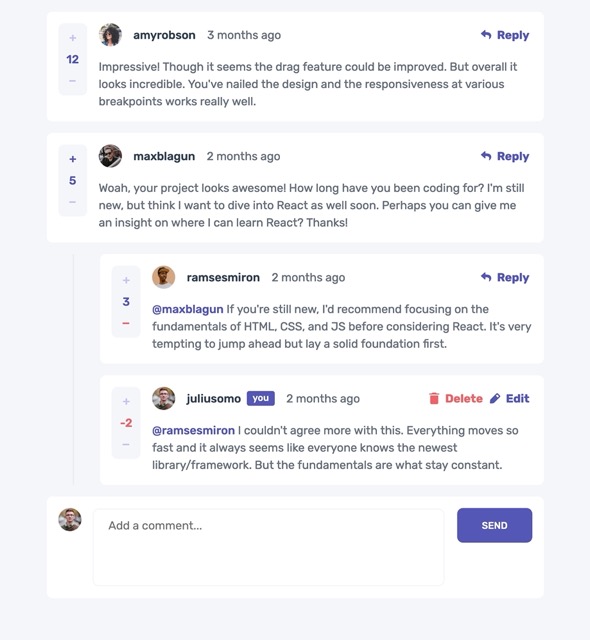 +
12
−
amyrobson 3 months ago Reply
Impressive! Though it seems the drag feature could be improved. But overall it
looks incredible. You've nailed the design and the responsiveness at various
breakpoints works really well.
+
5
−
maxblagun 2 months ago Reply
Woah, your project looks awesome! How long have you been coding for? I'm still
new, but think I want to dive into React as well soon. Perhaps you can give me
an insight on where I can learn React? Thanks!
+
3
−
ramsesmiron 2 months ago Reply
@maxblagun If you're still new, I'd recommend focusing on the
fundamentals of HTML, CSS, and JS before considering React. It's very
tempting to jump ahead but lay a solid foundation first.
+
-2
−
juliusomo you 2 months ago Delete Edit
@ramsesmiron I couldn't agree more with this. Everything moves so
fast and it always seems like everyone knows the newest
library/framework. But the fundamentals are what stay constant.
Add a comment... SEND